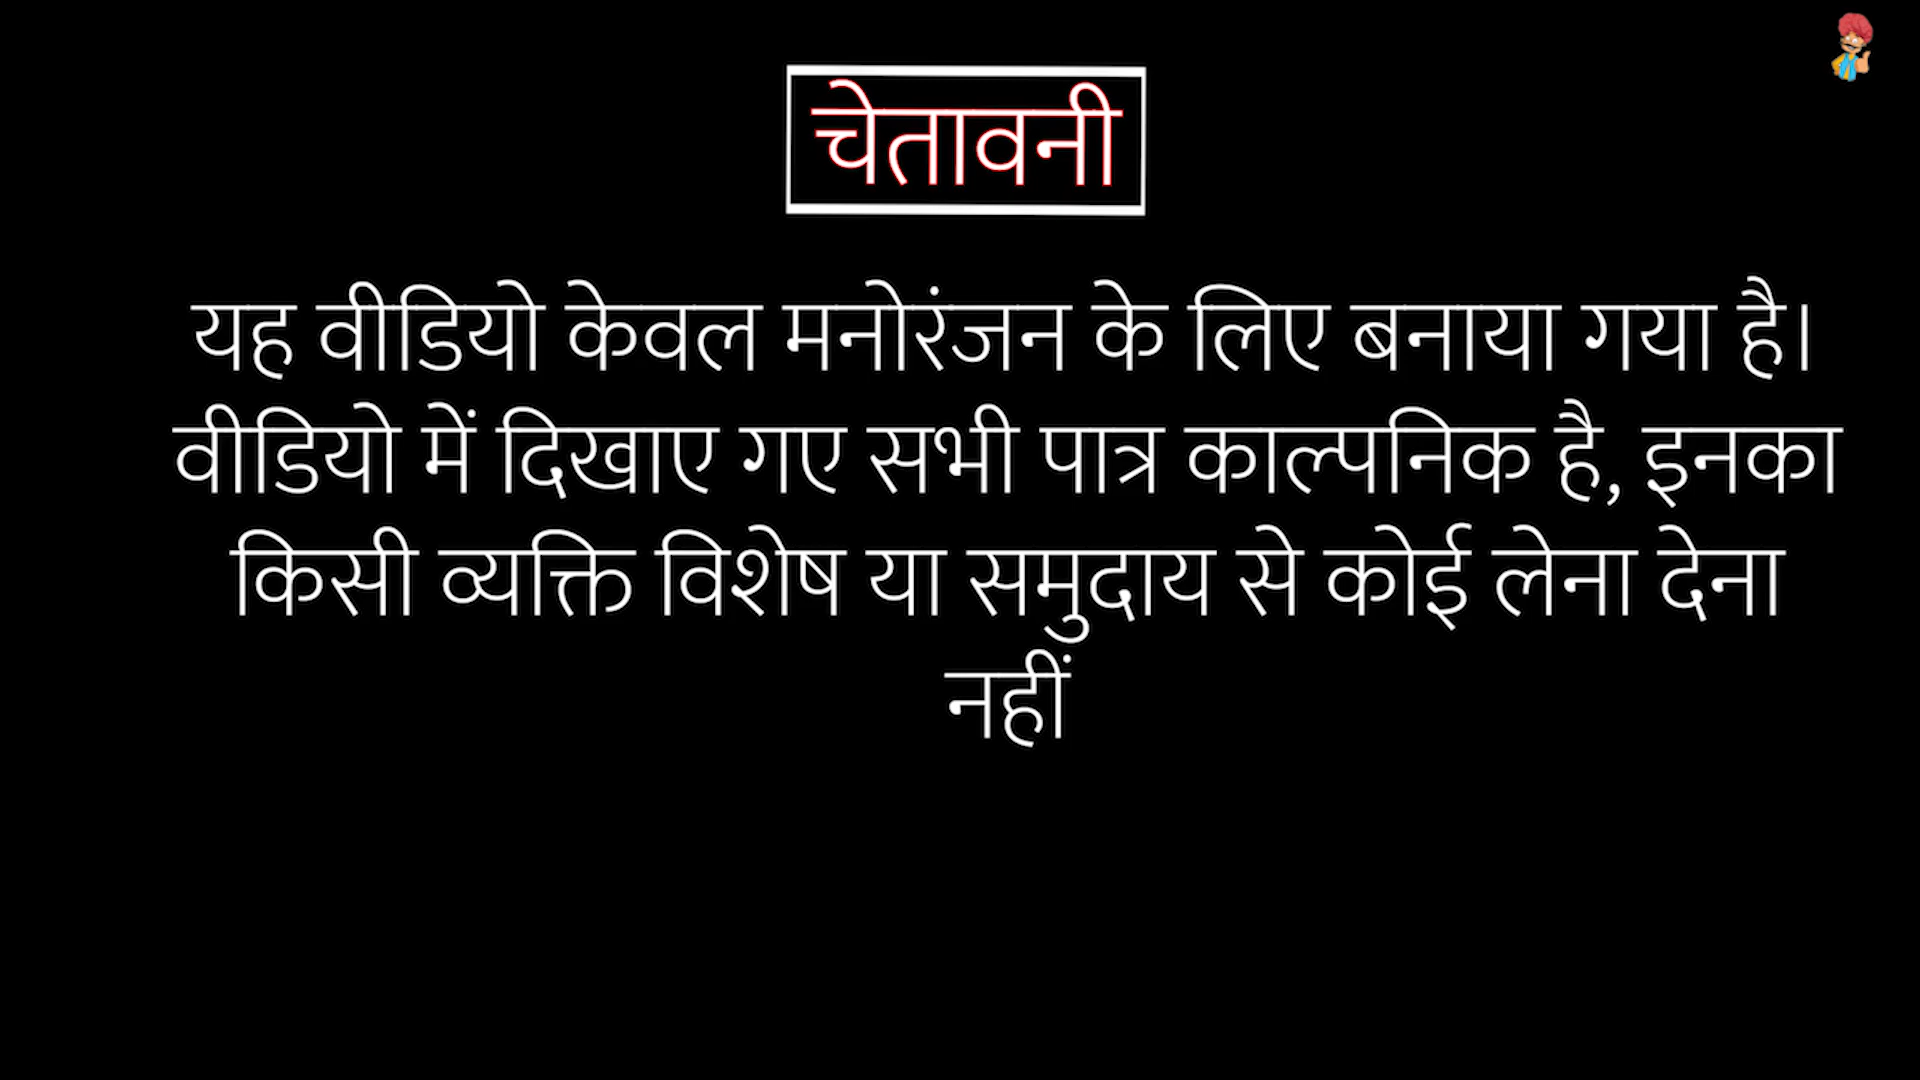 चेतावनी
यह वीडियो केवल मनोरंजन के लिए बनाया गया है।
वीडियो में दिखाए गए सभी पात्र काल्पनिक है, इनका
किसी व्यक्ति विशेष या समुदाय से कोई लेना देना
नहीं